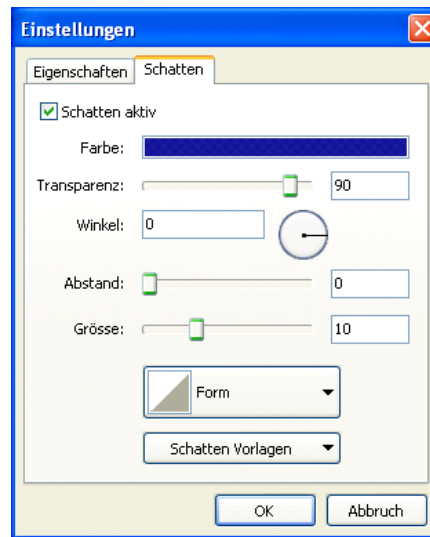 Einstellungen
Eigenschaften Schatten
Schatten aktiv
Farbe:
Transparenz: 90
Winkel: 0
Abstand: 0
Grösse: 10
Form
Schatten Vorlagen
OK Abbruch